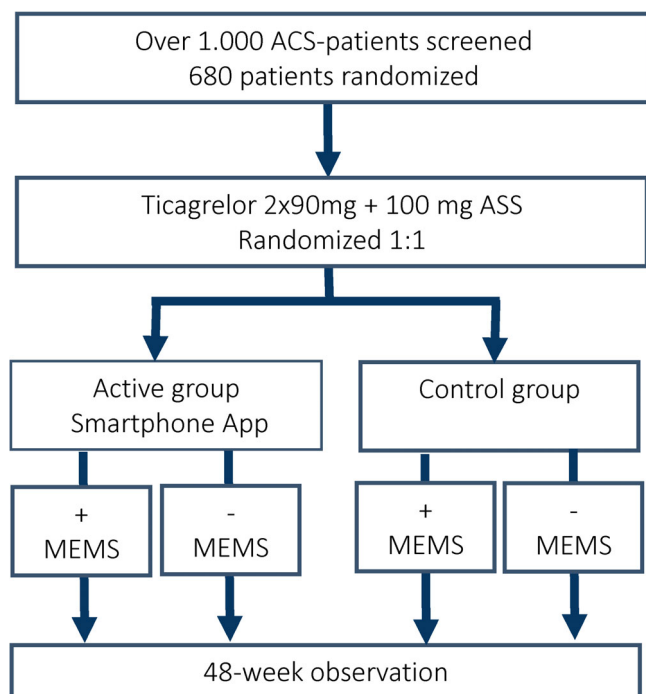 Over 1.000 ACS-patients screened
680 patients randomized
Ticagrelor 2x90mg + 100 mg ASS
Randomized 1:1
Active group
Smartphone App
Control group
+
MEMS
-
MEMS
+
MEMS
-
MEMS
48-week observation